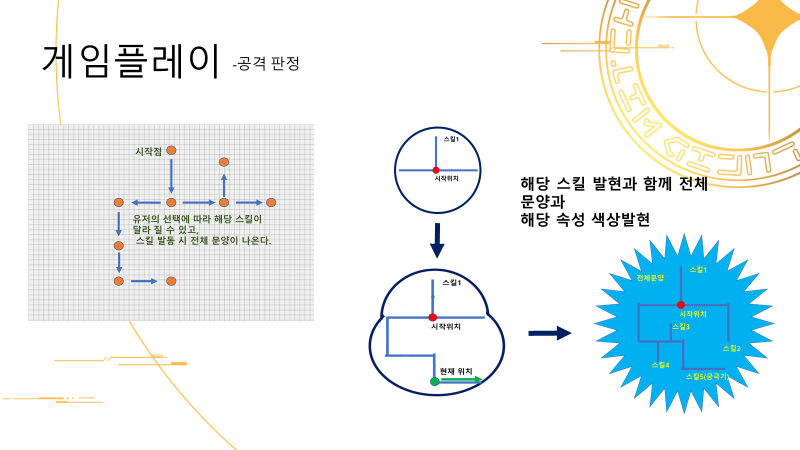 게임플레이 -공격 판정
시작점
유저의 선택에 따라 해당 스킬이
달라 질 수 있고,
스킬 발동 시 전체 문양이 나온다.
스킬1
시작위치
스킬1
시작위치
현재 위치
해당 스킬 발현과 함께 전체
문양과
해당 속성 색상발현
스킬1
전체문양
시작위치
스킬3
스킬2
스킬4
스킬5(궁극기)